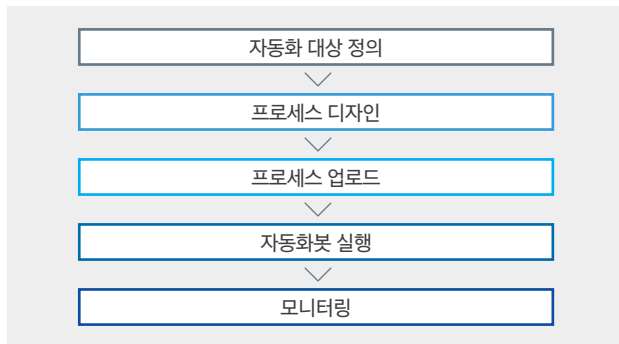 자동화 대상 정의
프로세스 디자인
프로세스 업로드
자동화봇 실행
모니터링